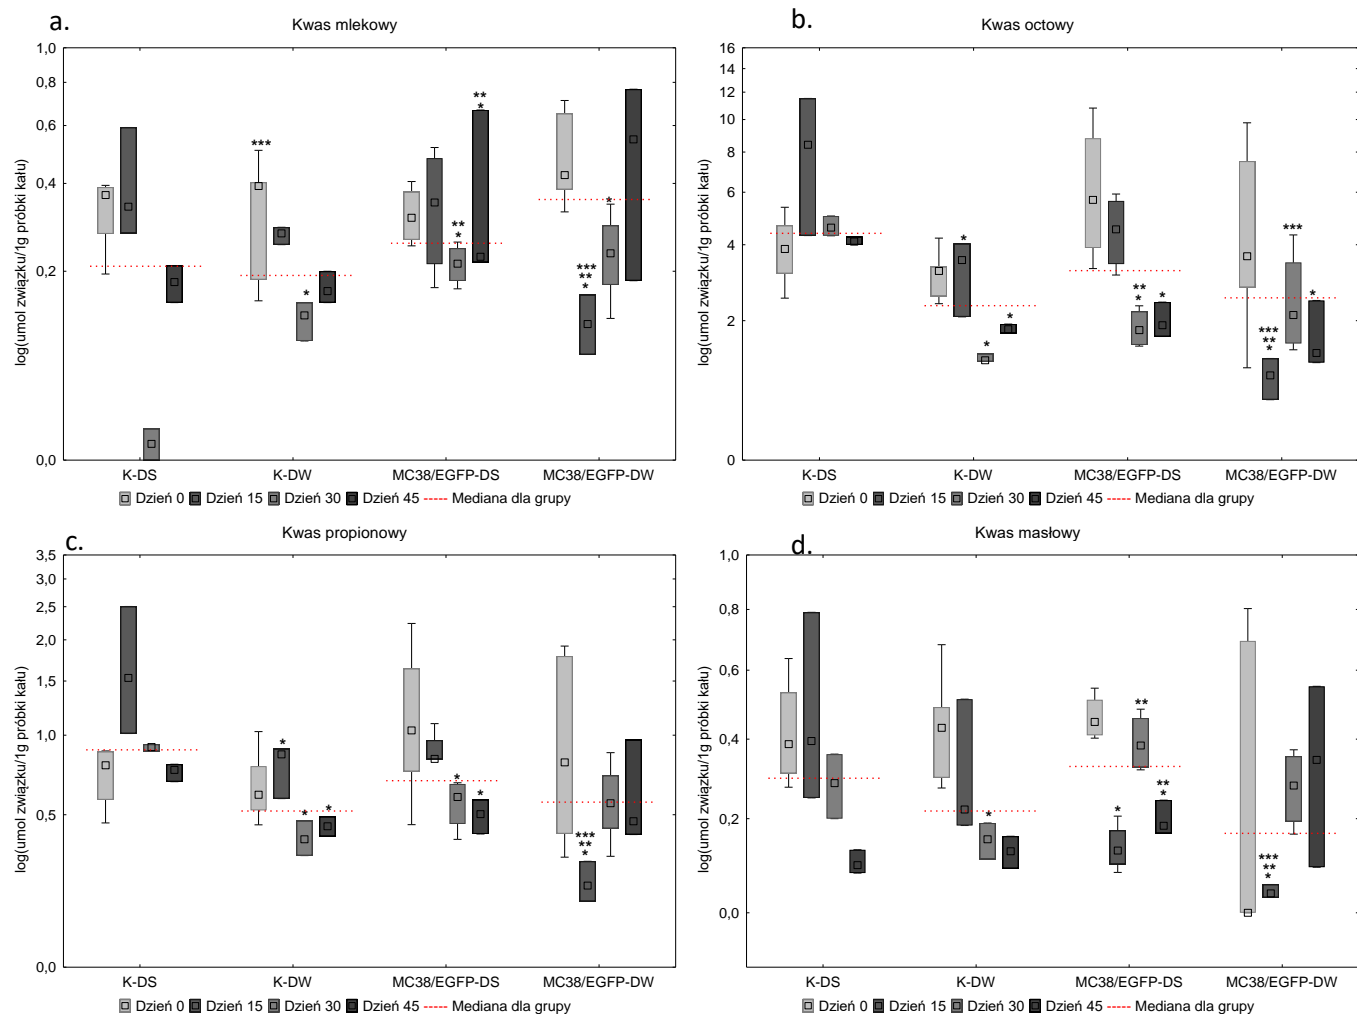 a.
Kwas mlekowy
log(umol związku/1g próbki kału)
1,0
0,8
0,6
0,4
0,2
0,0
***
*
**
*
**
*
***
**
*
*
K-DS
K-DW
MC38/EGFP-DS
MC38/EGFP-DW
Dzień 0 Dzień 15 Dzień 30 Dzień 45 Mediana dla grupy
b.
Kwas octowy
log(umol związku/1g próbki kału)
16
14
12
10
8
6
4
2
0
*
*
*
**
*
*
***
**
*
***
*
K-DS
K-DW
MC38/EGFP-DS
MC38/EGFP-DW
Dzień 0 Dzień 15 Dzień 30 Dzień 45 Mediana dla grupy
c.
Kwas propionowy
log(umol związku/1g próbki kału)
3,5
3,0
2,5
2,0
1,5
1,0
0,5
0,0
*
*
*
*
*
***
**
*
K-DS
K-DW
MC38/EGFP-DS
MC38/EGFP-DW
Dzień 0 Dzień 15 Dzień 30 Dzień 45 Mediana dla grupy
d.
Kwas masłowy
log(umol związku/1g próbki kału)
1,0
0,8
0,6
0,4
0,2
0,0
*
*
**
**
*
***
**
*
K-DS
K-DW
MC38/EGFP-DS
MC38/EGFP-DW
Dzień 0 Dzień 15 Dzień 30 Dzień 45 Mediana dla grupy